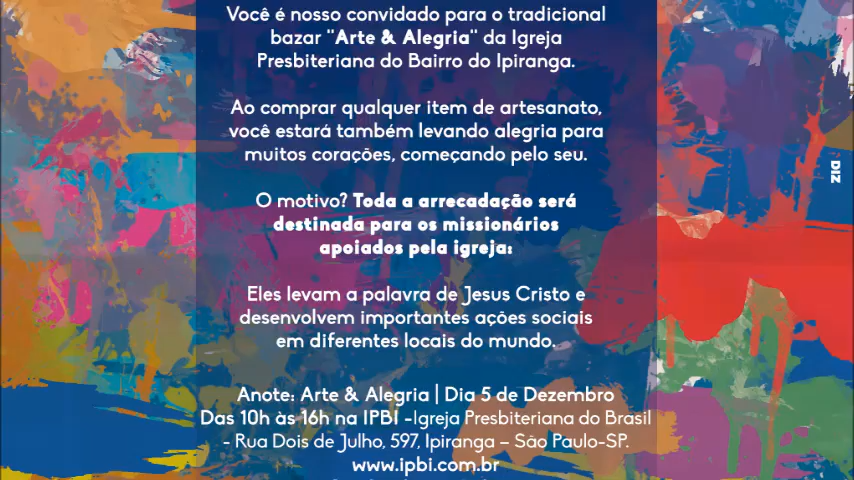 Você é nosso convidado para o tradicional
bazar "Arte & Alegria" da Igreja
Presbiteriana do Bairro do Ipiranga.
Ao comprar qualquer item de artesanato,
você estará também levando alegria para
muitos corações, começando pelo seu.
O motivo? Toda a arrecadação será
destinada para os missionários
apoiados pela igreja:
Eles levam a palavra de Jesus Cristo e
desenvolvem importantes ações sociais
em diferentes locais do mundo.
Anote: Arte & Alegria | Dia 5 de Dezembro
Das 10h às 16h na IPBI -Igreja Presbiteriana do Brasil
- Rua Dois de Julho, 597, Ipiranga – São Paulo-SP.
www.ipbi.com.br
DIZ